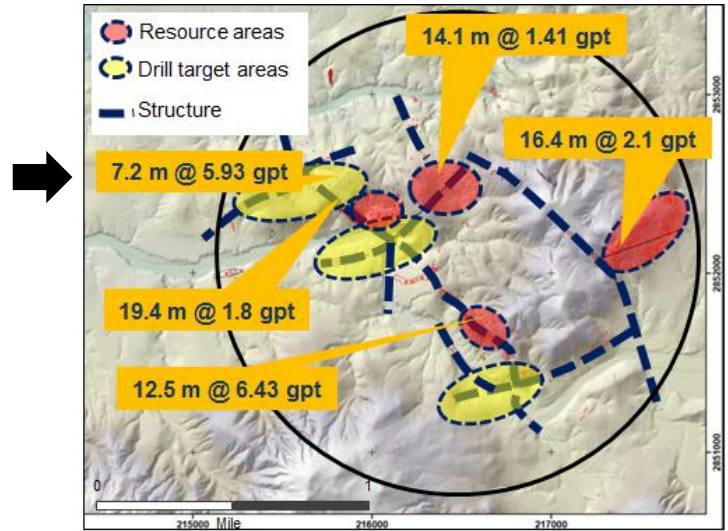 Resource areas
Drill target areas
Structure
14.1 m @ 1.41 gpt
16.4 m @ 2.1 gpt
7.2 m @ 5.93 gpt
19.4 m @ 1.8 gpt
12.5 m @ 6.43 gpt
2853000
2852000
2851000
0 1
215000 Mile 216000 217000